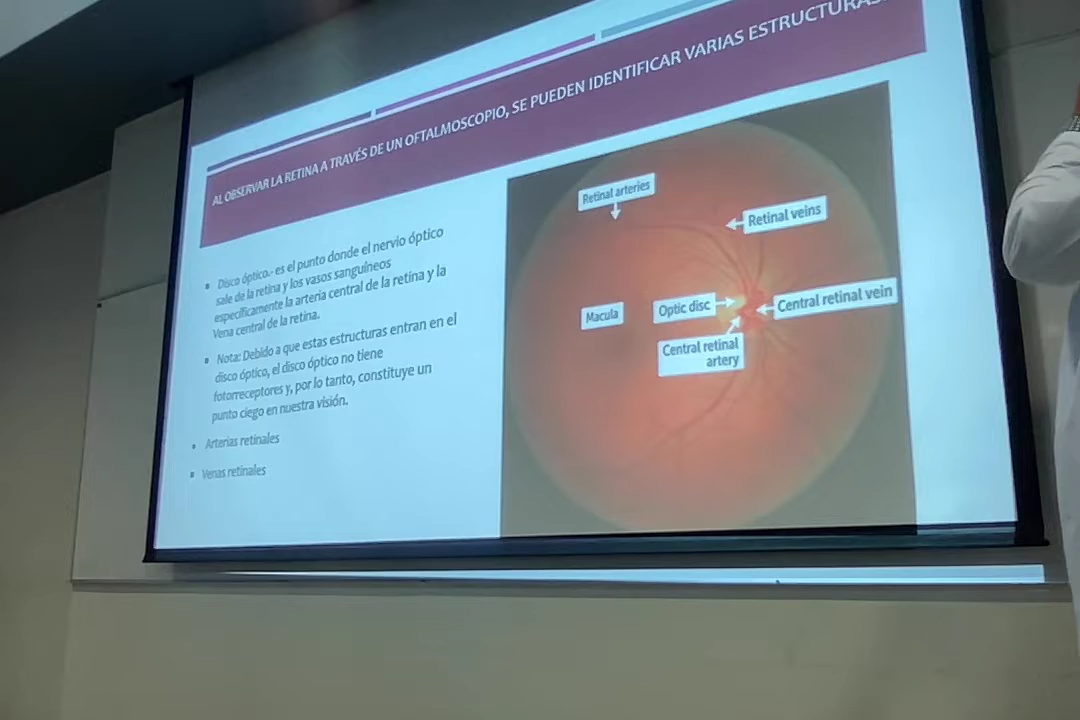 AL OBSERVAR LA RETINA A TRAVÉS DE UN OFTALMOSCOPIO, SE PUEDEN IDENTIFICAR VARIAS ESTRUCTURAS
Disco óptico.- es el punto donde el nervio óptico
sale de la retina y los vasos sanguíneos
específicamente la arteria central de la retina y la
Vena central de la retina.
Nota: Debido a que estas estructuras entran en el
disco óptico, el disco óptico no tiene
fotorreceptores y, por lo tanto, constituye un
punto ciego en nuestra visión.
Arterias retinales
Venas retinales
Retinal arteries
Retinal veins
Macula
Optic disc
Central retinal vein
Central retinal
artery